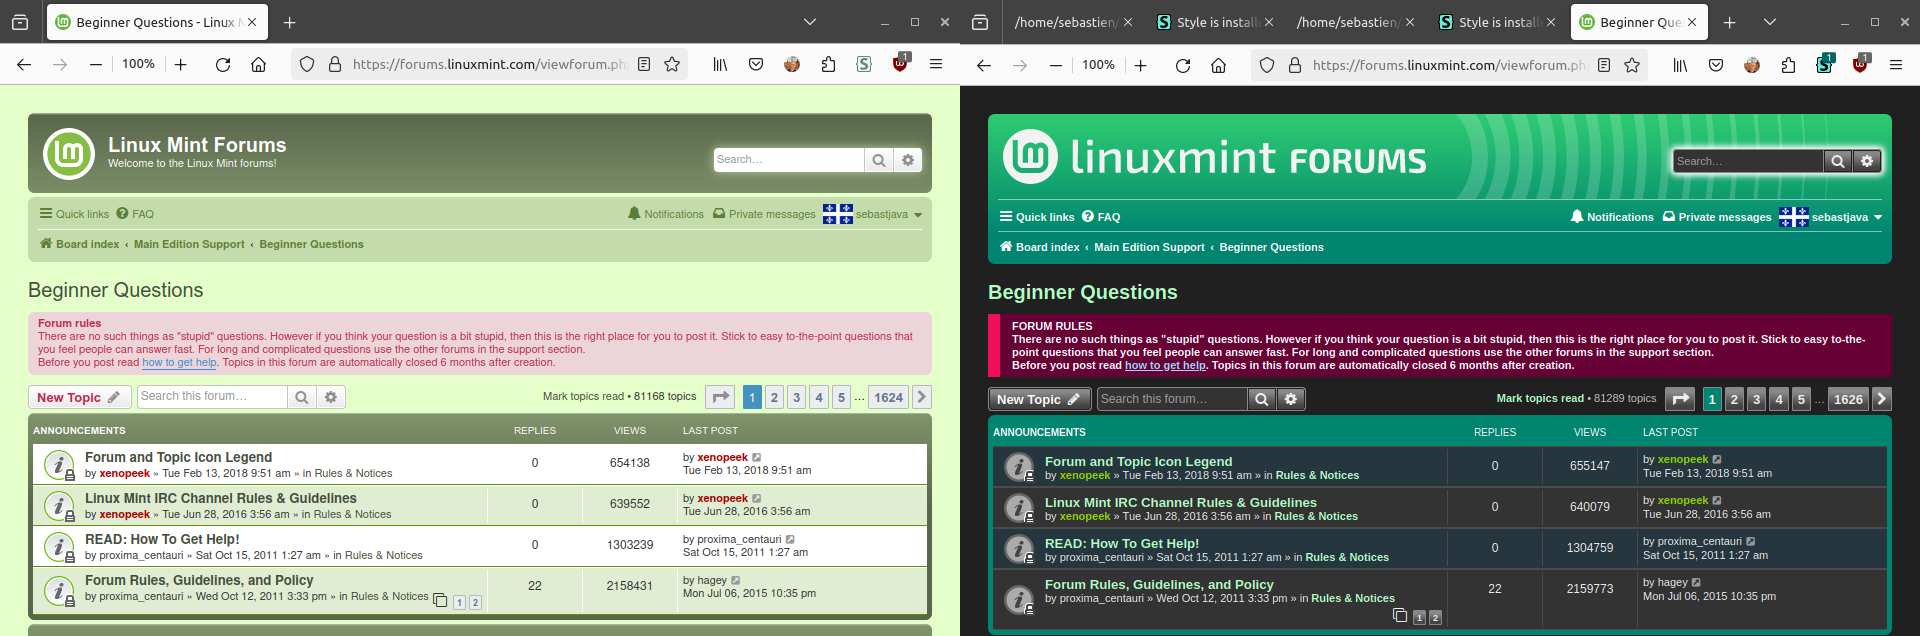 Beginner Questions - Linux M
100%
https://forums.linuxmint.com/viewforum.ph
1
Linux Mint Forums
Welcome to the Linux Mint forums!
Search…
Quick links FAQ
Notifications Private messages sebastjava
Board index ‹ Main Edition Support ‹ Beginner Questions
Beginner Questions
Forum rules
There are no such things as "stupid" questions. However if you think your question is a bit stupid, then this is the right place for you to post it. Stick to easy to-the-point questions that
you feel people can answer fast. For long and complicated questions use the other forums in the support section.
Before you post read how to get help. Topics in this forum are automatically closed 6 months after creation.
New Topic Search this forum… Mark topics read • 81168 topics 1 2 3 4 5 … 1624
ANNOUNCEMENTS REPLIES VIEWS LAST POST
Forum and Topic Icon Legend
by xenopeek » Tue Feb 13, 2018 9:51 am » in Rules & Notices
0 654138
by xenopeek
Tue Feb 13, 2018 9:51 am
Linux Mint IRC Channel Rules & Guidelines
by xenopeek » Tue Jun 28, 2016 3:56 am » in Rules & Notices
0 639552
by xenopeek
Tue Jun 28, 2016 3:56 am
READ: How To Get Help!
by proxima_centauri » Sat Oct 15, 2011 1:27 am » in Rules & Notices
0 1303239
by proxima_centauri
Sat Oct 15, 2011 1:27 am
Forum Rules, Guidelines, and Policy
by proxima_centauri » Wed Oct 12, 2011 3:33 pm » in Rules & Notices 1 2
22 2158431
by hagey
Mon Jul 06, 2015 10:35 pm
/home/sebastien/ Style is install /home/sebastien/ Style is install Beginner Que
100%
https://forums.linuxmint.com/viewforum.ph
1 1
linuxmint FORUMS
Search…
Quick links FAQ
Notifications Private messages sebastjava
Board index ‹ Main Edition Support ‹ Beginner Questions
Beginner Questions
FORUM RULES
There are no such things as "stupid" questions. However if you think your question is a bit stupid, then this is the right place for you to post it. Stick to easy to-the-
point questions that you feel people can answer fast. For long and complicated questions use the other forums in the support section.
Before you post read how to get help. Topics in this forum are automatically closed 6 months after creation.
New Topic Search this forum… Mark topics read • 81289 topics 1 2 3 4 5 … 1626
ANNOUNCEMENTS REPLIES VIEWS LAST POST
Forum and Topic Icon Legend
by xenopeek » Tue Feb 13, 2018 9:51 am » in Rules & Notices
0 655147
by xenopeek
Tue Feb 13, 2018 9:51 am
Linux Mint IRC Channel Rules & Guidelines
by xenopeek » Tue Jun 28, 2016 3:56 am » in Rules & Notices
0 640079
by xenopeek
Tue Jun 28, 2016 3:56 am
READ: How To Get Help!
by proxima_centauri » Sat Oct 15, 2011 1:27 am » in Rules & Notices
0 1304759
by proxima_centauri
Sat Oct 15, 2011 1:27 am
Forum Rules, Guidelines, and Policy
by proxima_centauri » Wed Oct 12, 2011 3:33 pm » in Rules & Notices
1 2
22 2159773
by hagey
Mon Jul 06, 2015 10:35 pm